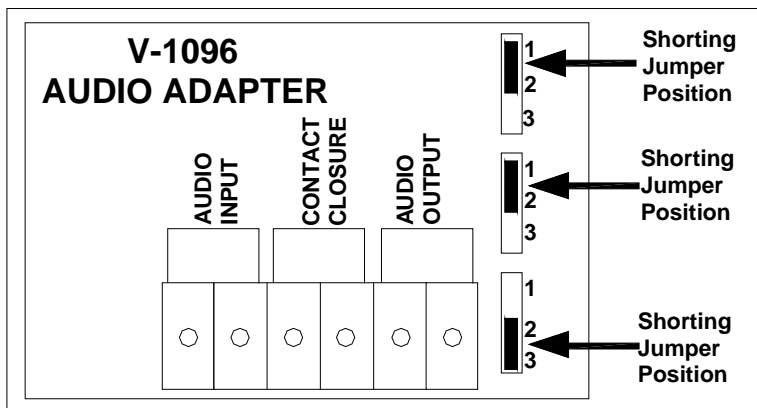 V-1096
AUDIO ADAPTER
AUDIO
INPUT
CONTACT
CLOSURE
AUDIO
OUTPUT
1
2
3
Shorting
Jumper
Position
1
2
3
Shorting
Jumper
Position
1
2
3
Shorting
Jumper
Position